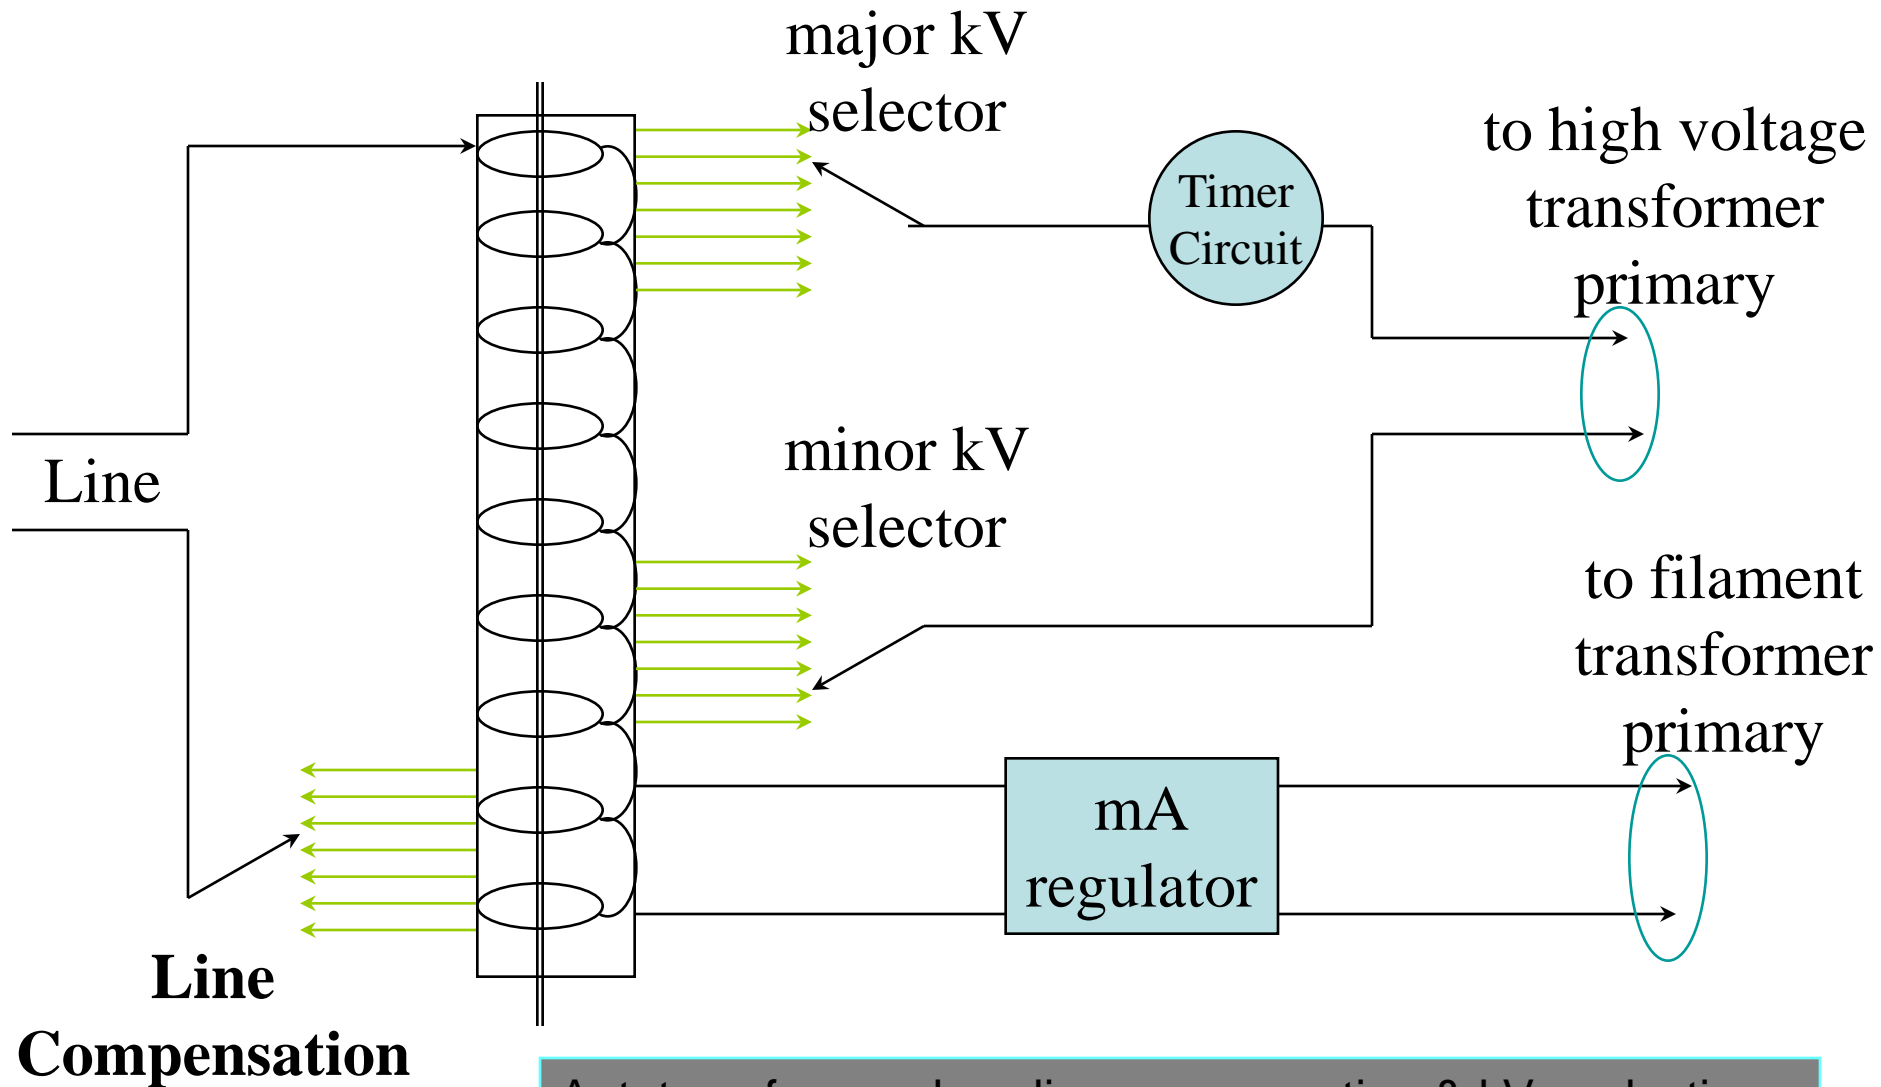 major kV
selector
Timer
Circuit
to high voltage
transformer
primary
Line
minor kV
selector
to filament
transformer
primary
mA
regulator
Line
Compensation